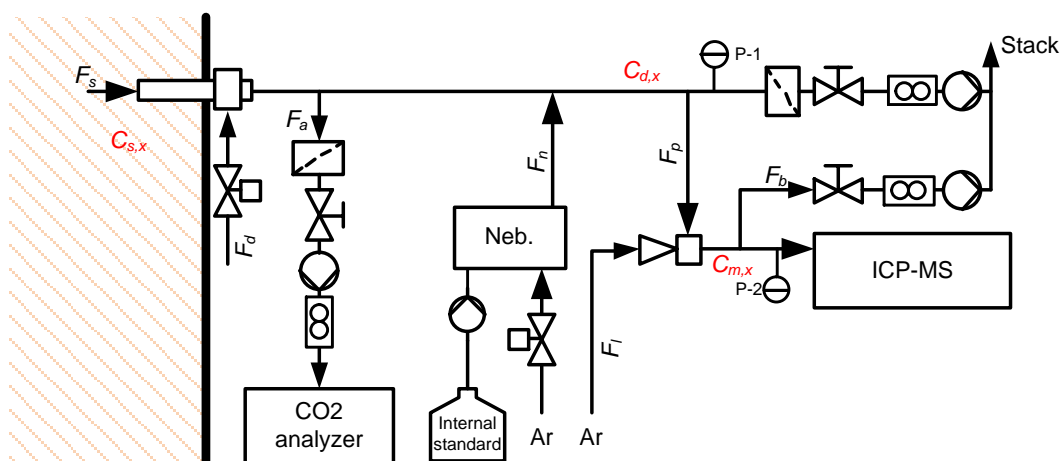 Stack
P-1
C_d,x
F_s
F_a
C_s,x
F_n
F_p
F_b
F_d
Neb.
C_m,x
P-2
ICP-MS
F_l
CO2
analyzer
Internal
standard
Ar
Ar